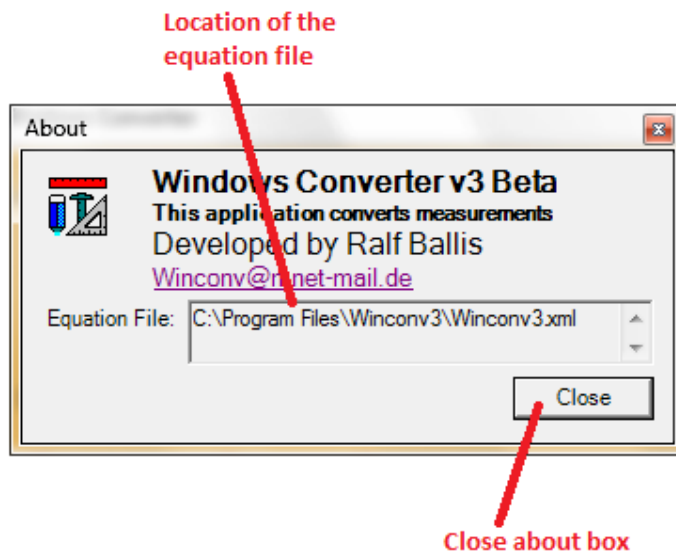 Location of the
equation file
About
Windows Converter v3 Beta
This application converts measurements
Developed by Ralf Ballis
Equation File: C:\Program Files\Winconv3\Winconv3.xml
Close
Close about box